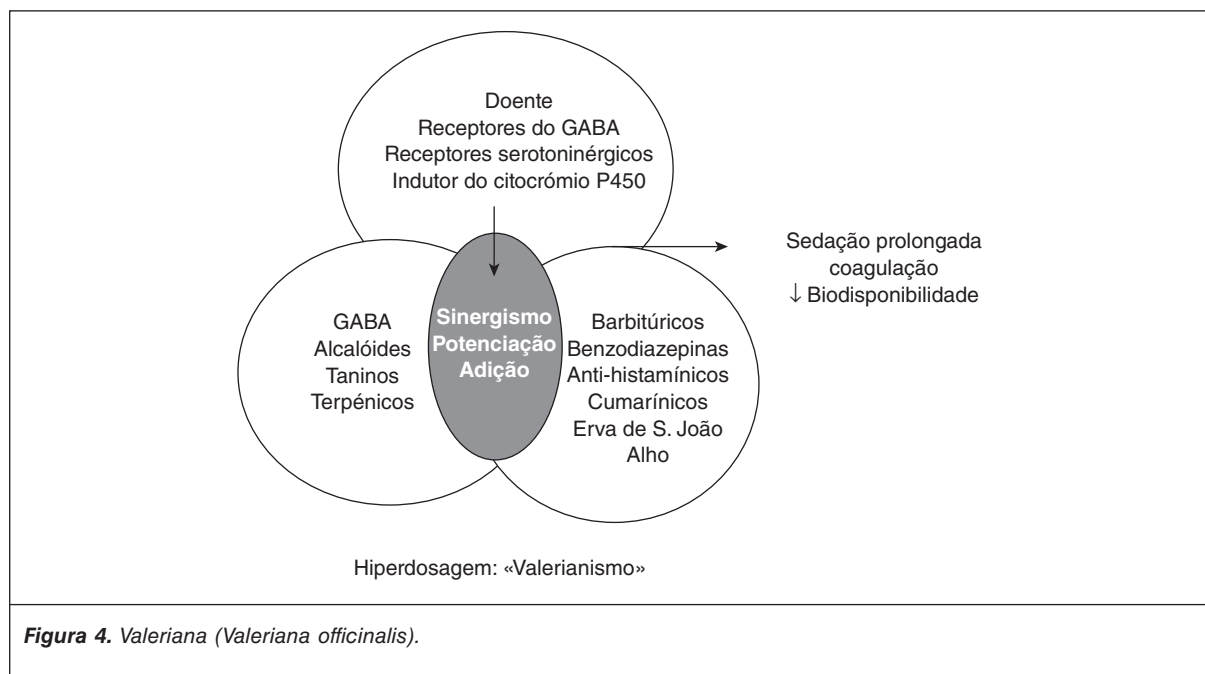 Doente
Receptores do GABA
Receptores serotoninérgicos
Indutor do citocrómio P450
Sedação prolongada
coagulação
↓ Biodisponibilidade
GABA
Alcalóides
Taninos
Terpénicos
Sinergismo
Potenciação
Adição
Barbitúricos
Benzodiazepinas
Anti-histamínicos
Cumarínicos
Erva de S. João
Alho
Hiperdosagem: «Valerianismo»
Figura 4. Valeriana (Valeriana officinalis).